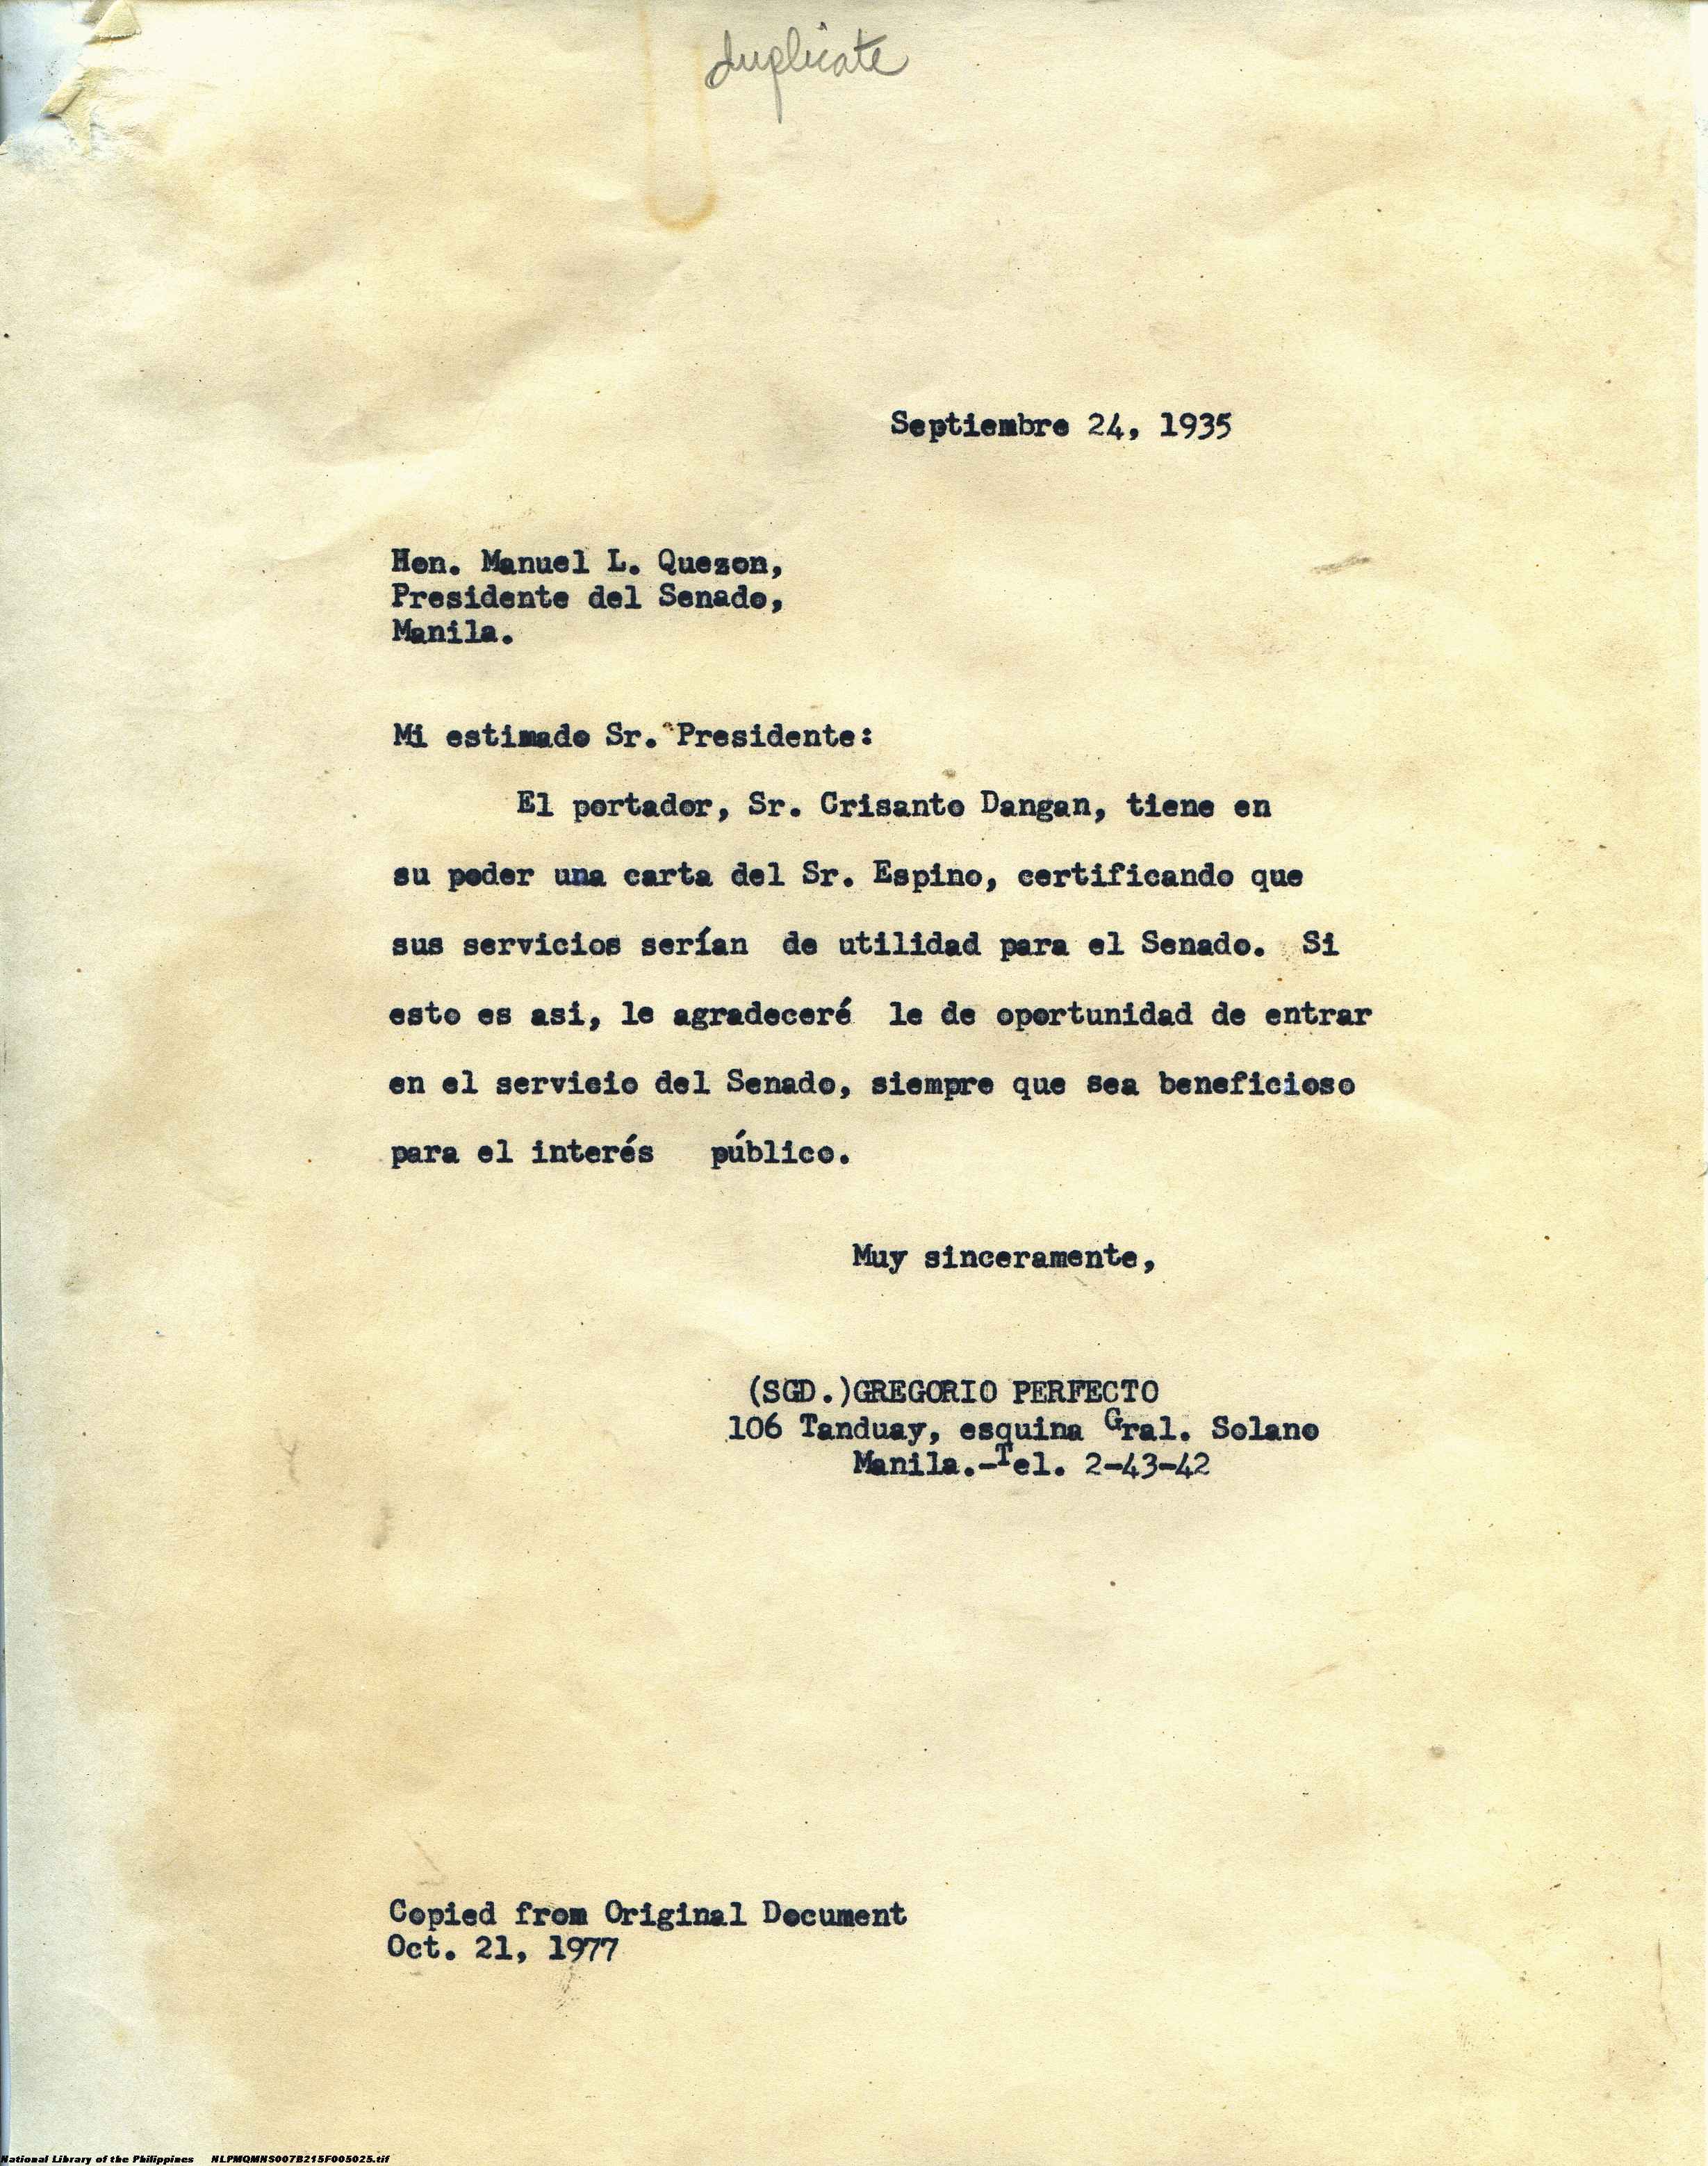 duplicate
Septiembre 24, 1935
Hon. Manuel L. Quezon,
Presidente del Senado,
Manila.
Mi estimado Sr. Presidente:
El portador, Sr. Crisanto Dangan, tiene en
su poder una carta del Sr. Espino, certificando que
sus servicios serían de utilidad para el Senado. Si
esto es asi, le agradeceré le de oportunidad de entrar
en el servicio del Senado, siempre que sea beneficioso
para el interés público.
Muy sinceramente,
(SGD.)GREGORIO PERFECTO
106 Tanduay, esquina Gral. Solano
Manila.-Tel. 2-43-42
Copied from Original Document
Oct. 21, 1977
National Library of the Philippines NLPMQMNS007B215F005025.tif